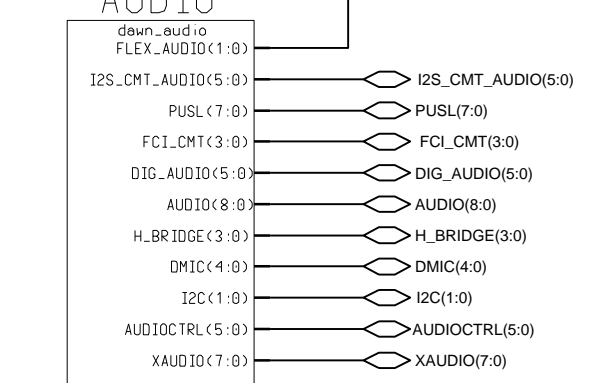 AUDIO
dawn_audio
FLEX_AUDIO(1:0)
I2S_CMT_AUDIO(5:0) I2S_CMT_AUDIO(5:0)
PUSL(7:0) PUSL(7:0)
FCI_CMT(3:0) FCI_CMT(3:0)
DIG_AUDIO(5:0) DIG_AUDIO(5:0)
AUDIO(8:0) AUDIO(8:0)
H_BRIDGE(3:0) H_BRIDGE(3:0)
DMIC(4:0) DMIC(4:0)
I2C(1:0) I2C(1:0)
AUDIOCTRL(5:0) AUDIOCTRL(5:0)
XAUDIO(7:0) XAUDIO(7:0)